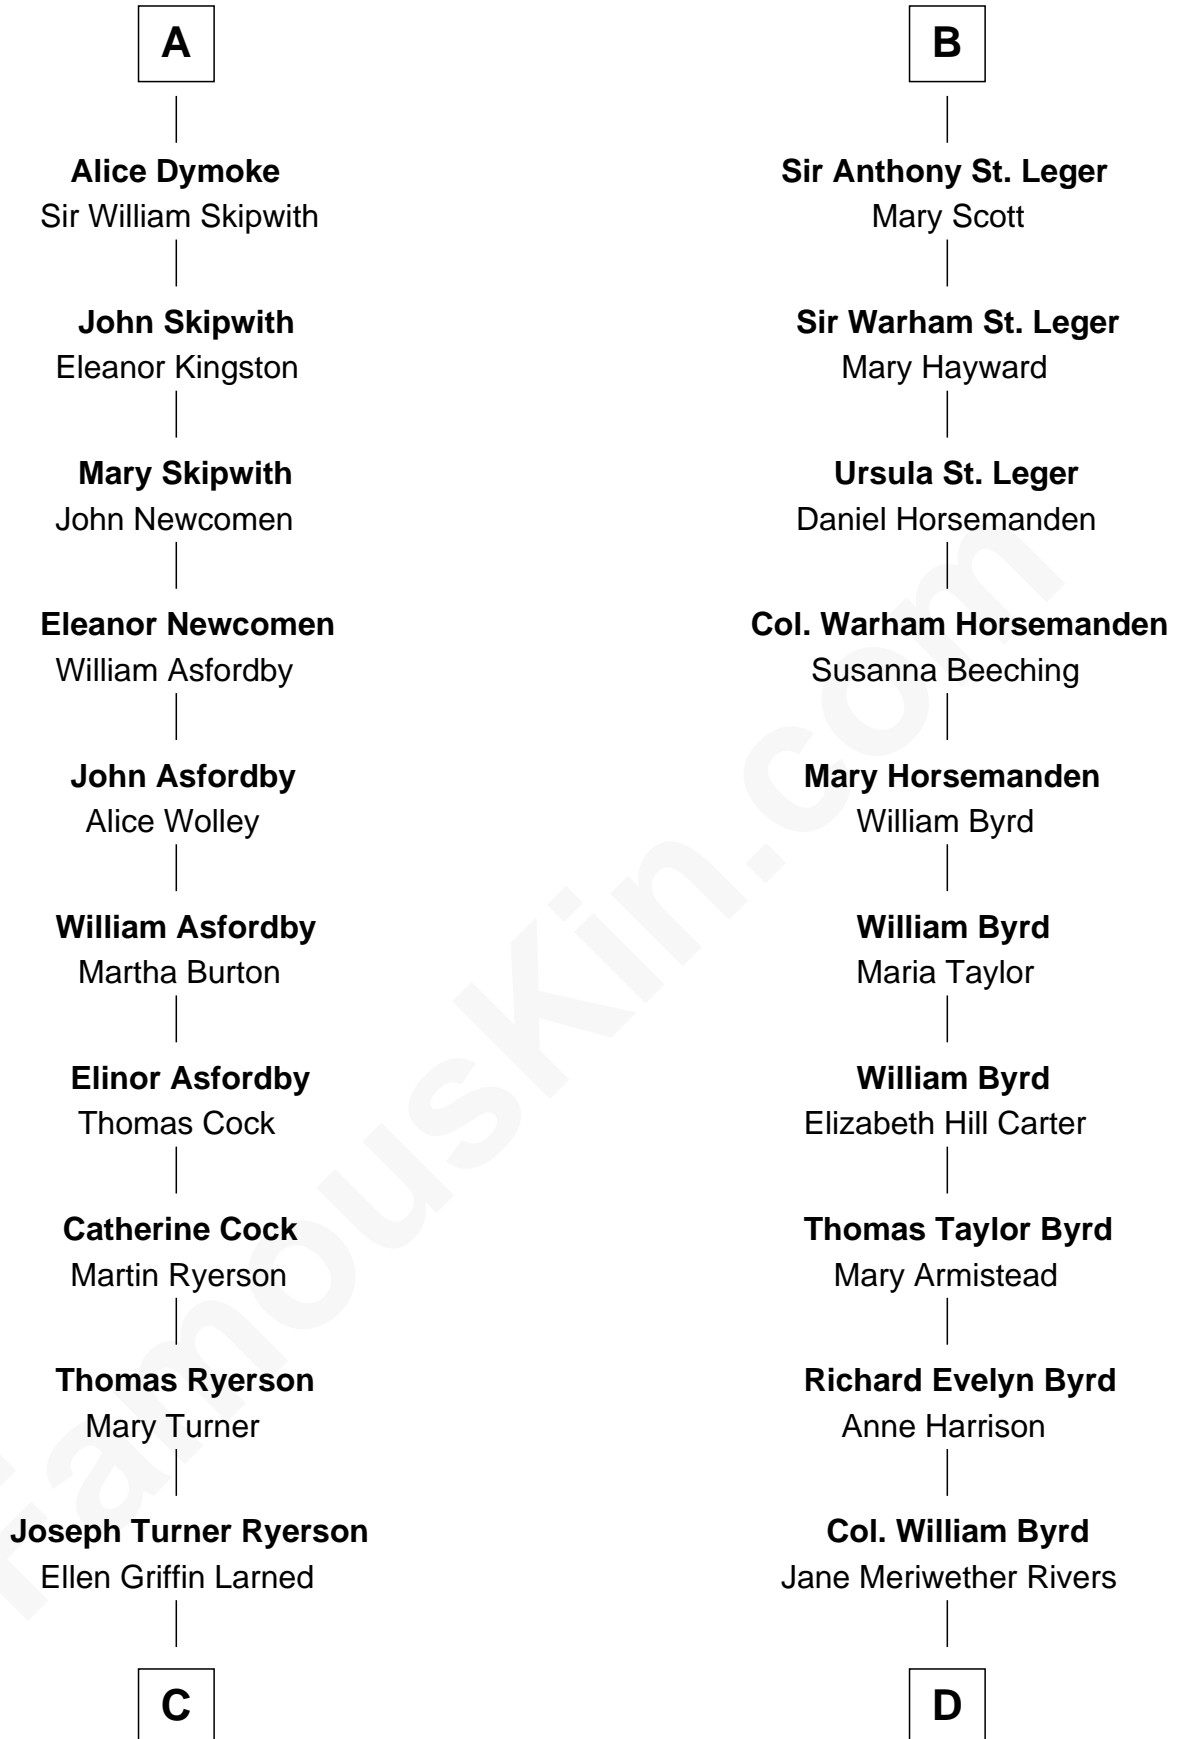 A
Alice Dymoke
Sir William Skipwith
John Skipwith
Eleanor Kingston
Mary Skipwith
John Newcomen
Eleanor Newcomen
William Asfordby
John Asfordby
Alice Wolley
William Asfordby
Martha Burton
Elinor Asfordby
Thomas Cock
Catherine Cock
Martin Ryerson
Thomas Ryerson
Mary Turner
Joseph Turner Ryerson
Ellen Griffin Larned
C
B
Sir Anthony St. Leger
Mary Scott
Sir Warham St. Leger
Mary Hayward
Ursula St. Leger
Daniel Horsemanden
Col. Warham Horsemanden
Susanna Beeching
Mary Horsemanden
William Byrd
William Byrd
Maria Taylor
William Byrd
Elizabeth Hill Carter
Thomas Taylor Byrd
Mary Armistead
Richard Evelyn Byrd
Anne Harrison
Col. William Byrd
Jane Meriwether Rivers
D
FamousKin.com